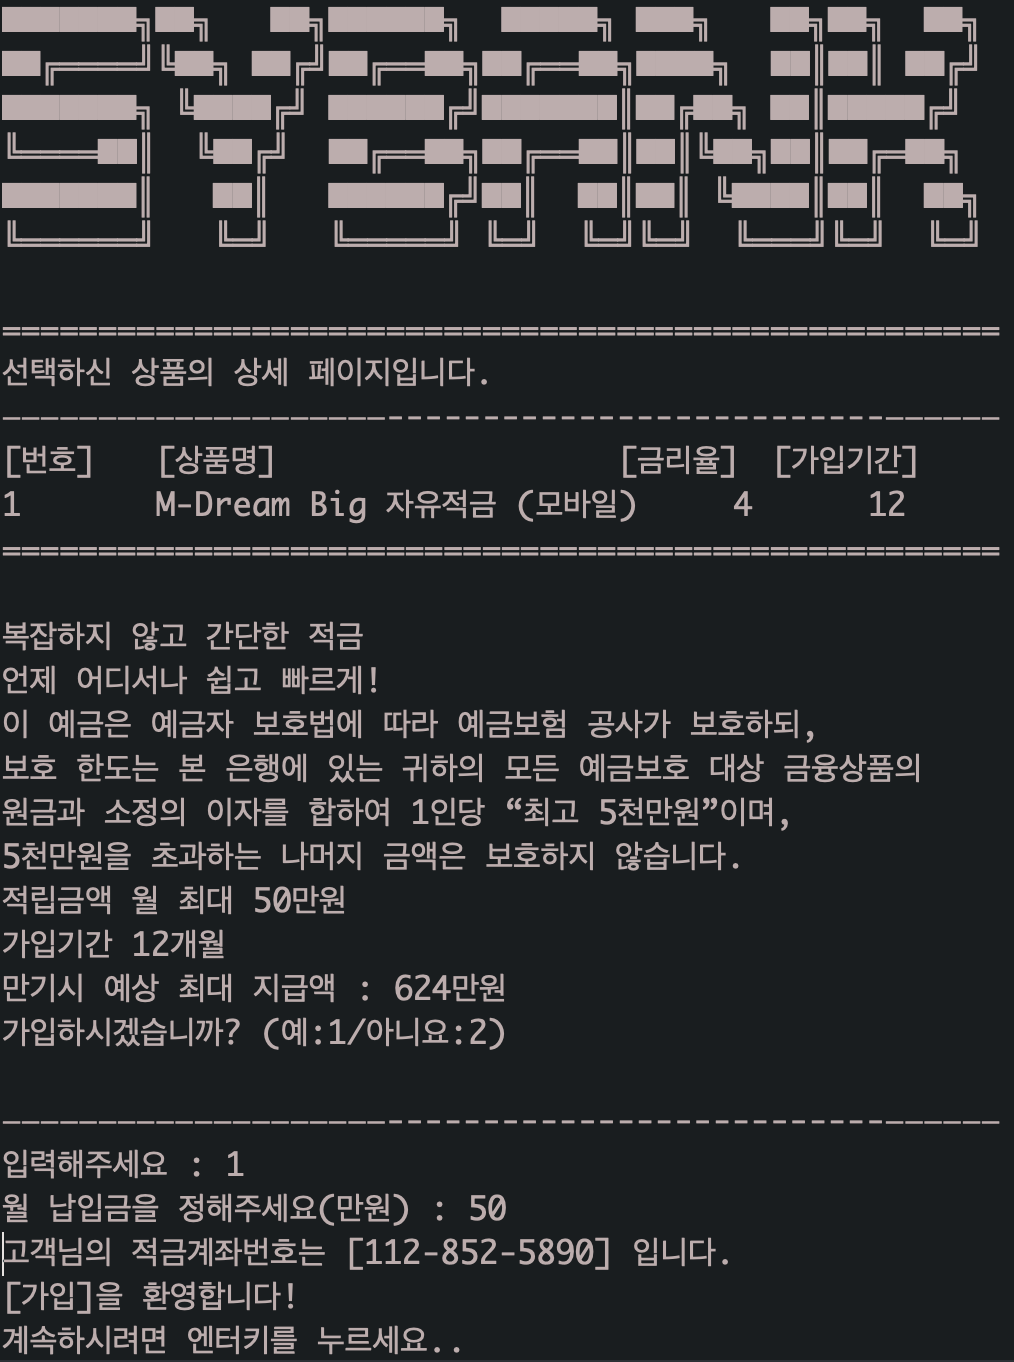 SYBANK
선택하신 상품의 상세 페이지입니다.
[번호] [상품명] [금리율] [가입기간]
1 M-Dream Big 자유적금 (모바일) 4 12
복잡하지 않고 간단한 적금
언제 어디서나 쉽고 빠르게!
이 예금은 예금자 보호법에 따라 예금보험 공사가 보호하되,
보호 한도는 본 은행에 있는 귀하의 모든 예금보호 대상 금융상품의
원금과 소정의 이자를 합하여 1인당 “최고 5천만원”이며,
5천만원을 초과하는 나머지 금액은 보호하지 않습니다.
적립금액 월 최대 50만원
가입기간 12개월
만기시 예상 최대 지급액 : 624만원
가입하시겠습니까? (예:1/아니요:2)
입력해주세요 : 1
월 납입금을 정해주세요(만원) : 50
고객님의 적금계좌번호는 [112-852-5890] 입니다.
[가입]을 환영합니다!
계속하시려면 엔터키를 누르세요..